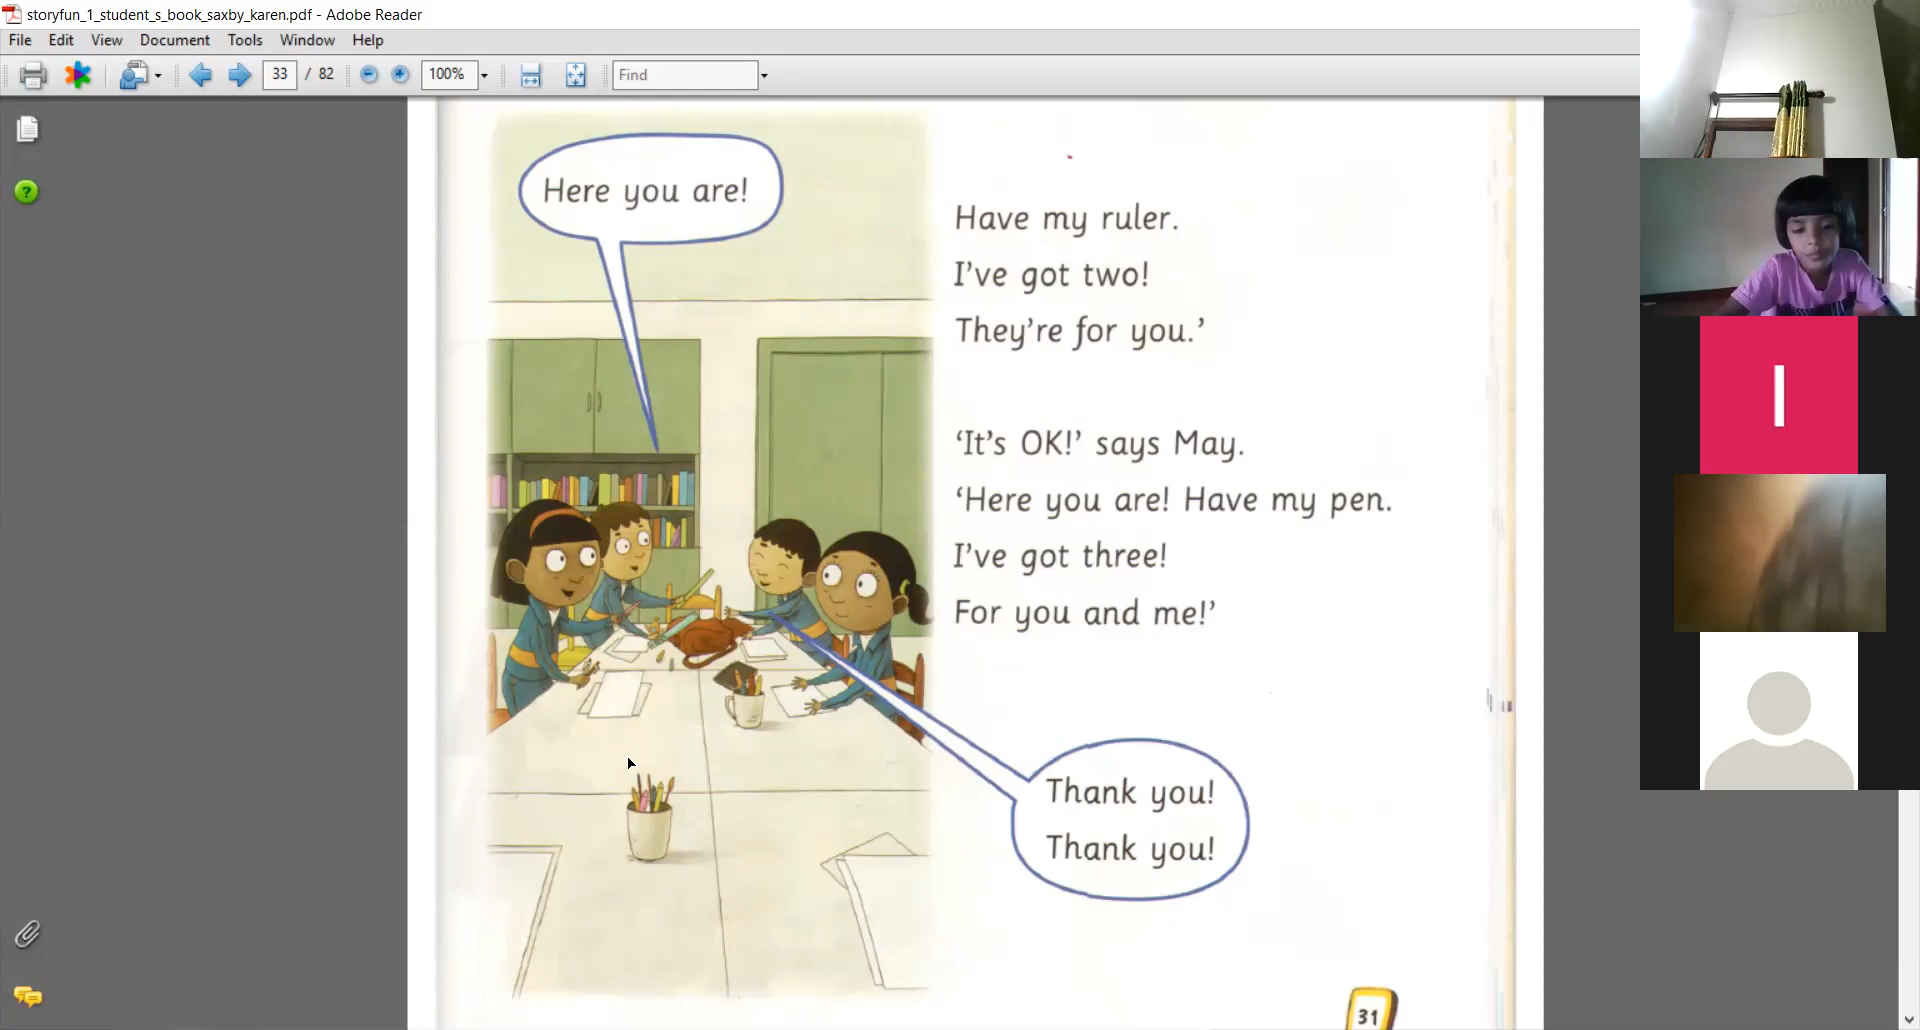 storyfun_1_student_s_book_saxby_karen.pdf - Adobe Reader
File Edit View Document Tools Window Help
33 / 82 100% Find
Here you are!
Have my ruler.
I've got two!
They're for you.'
'It's OK!' says May.
'Here you are! Have my pen.
I've got three!
For you and me!'
Thank you!
Thank you!
31
I